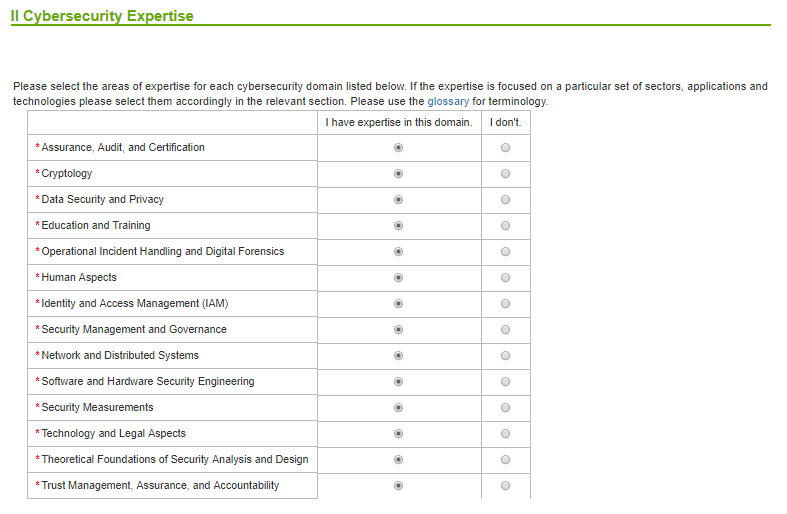 II Cybersecurity Expertise
Please select the areas of expertise for each cybersecurity domain listed below. If the expertise is focused on a particular set of sectors, applications and
technologies please select them accordingly in the relevant section. Please use the glossary for terminology.
I have expertise in this domain. I don't.
* Assurance, Audit, and Certification
* Cryptology
* Data Security and Privacy
* Education and Training
* Operational Incident Handling and Digital Forensics
* Human Aspects
* Identity and Access Management (IAM)
* Security Management and Governance
* Network and Distributed Systems
* Software and Hardware Security Engineering
* Security Measurements
* Technology and Legal Aspects
* Theoretical Foundations of Security Analysis and Design
* Trust Management, Assurance, and Accountability